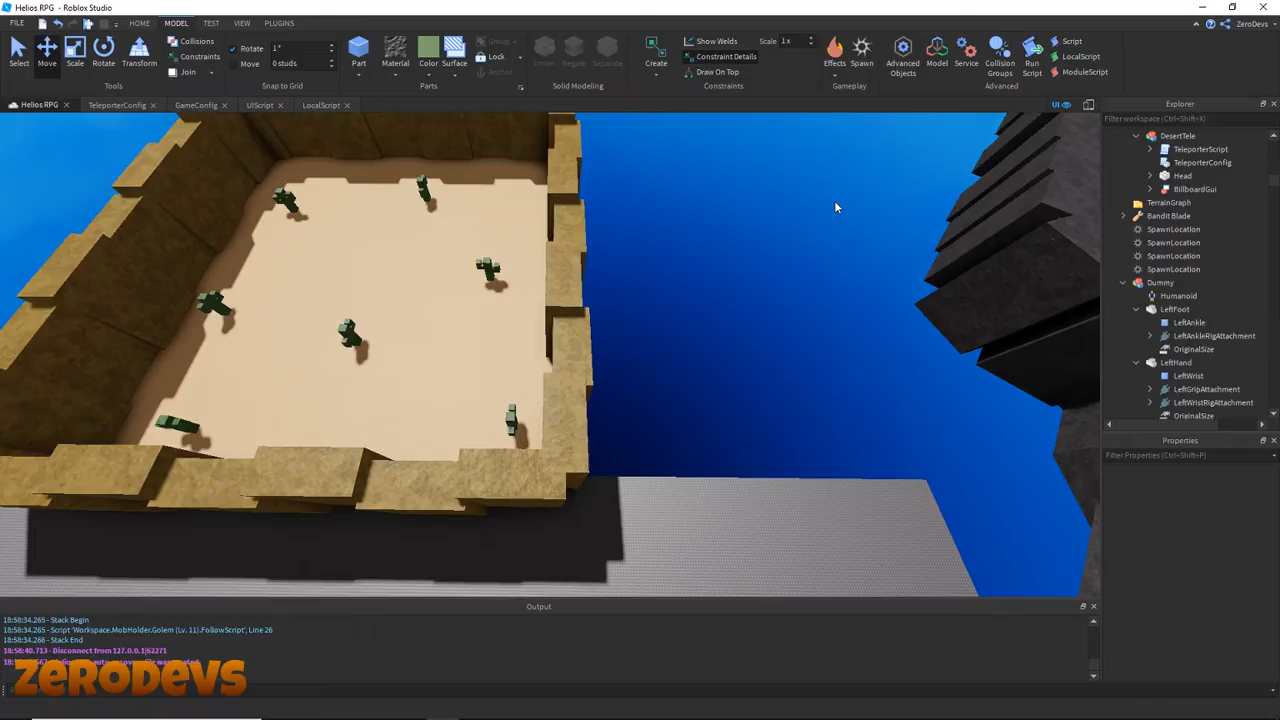 Helios RPG - Roblox Studio
FILE HOME MODEL TEST VIEW PLUGINS ZeroDevs
Select Move Scale Rotate Transform
Collisions
Constraints
Join
Tools
Rotate 1°
Move 0 studs
Snap to Grid
Part Material Color Surface
Group
Lock
Anchor
Parts
Union Negate Separate
Solid Modeling
Create
Show Welds Scale 1 x
Constraint Details
Draw On Top
Constraints
Effects Spawn
Gameplay
Advanced Objects
Model Service
Collision Groups
Run Script
Script
LocalScript
ModuleScript
Advanced
Helios RPG TeleporterConfig GameConfig UIScript LocalScript
UI
Explorer
Filter workspace (Ctrl+Shift+X)
DesertTele
TeleporterScript
TeleporterConfig
Head
BillboardGui
TerrainGraph
Bandit Blade
SpawnLocation
SpawnLocation
SpawnLocation
SpawnLocation
Dummy
Humanoid
LeftFoot
LeftAnkle
LeftAnkleRigAttachment
OriginalSize
LeftHand
LeftWrist
LeftGripAttachment
LeftWristRigAttachment
OriginalSize
Properties
Filter Properties (Ctrl+Shift+P)
Output
18:58:34.265 - Stack Begin
18:58:34.265 - Script 'Workspace.MobHolder.Golem (Lv. 11).FollowScript', Line 26
18:58:34.266 - Stack End
18:58:40.713 - Disconnect from 127.0.0.1|62271
ZERODEVS